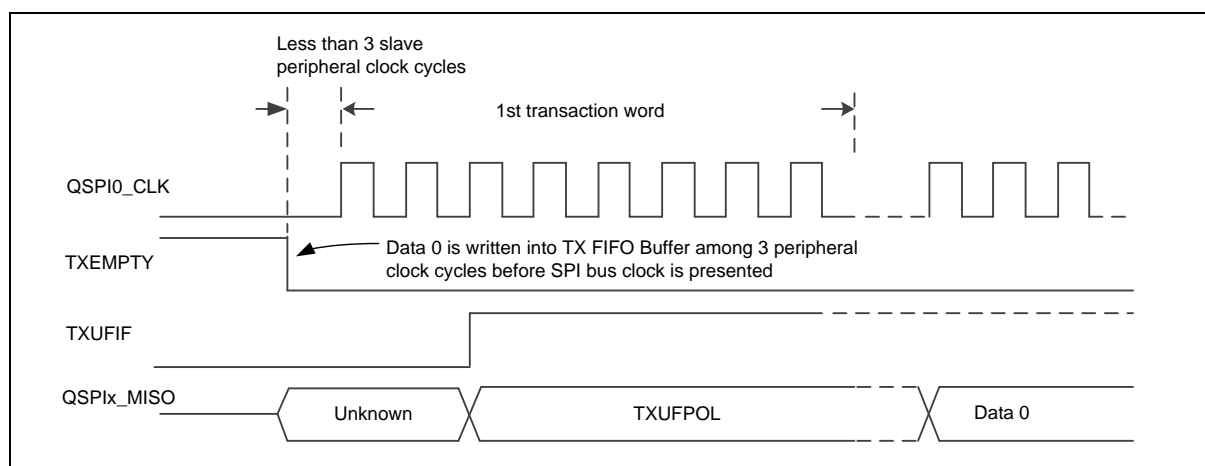 Less than 3 slave
peripheral clock cycles
1st transaction word
QSPI0_CLK
TXEMPTY
Data 0 is written into TX FIFO Buffer among 3 peripheral
clock cycles before SPI bus clock is presented
TXUFIF
QSPIx_MISO
Unknown
TXUFPOL
Data 0